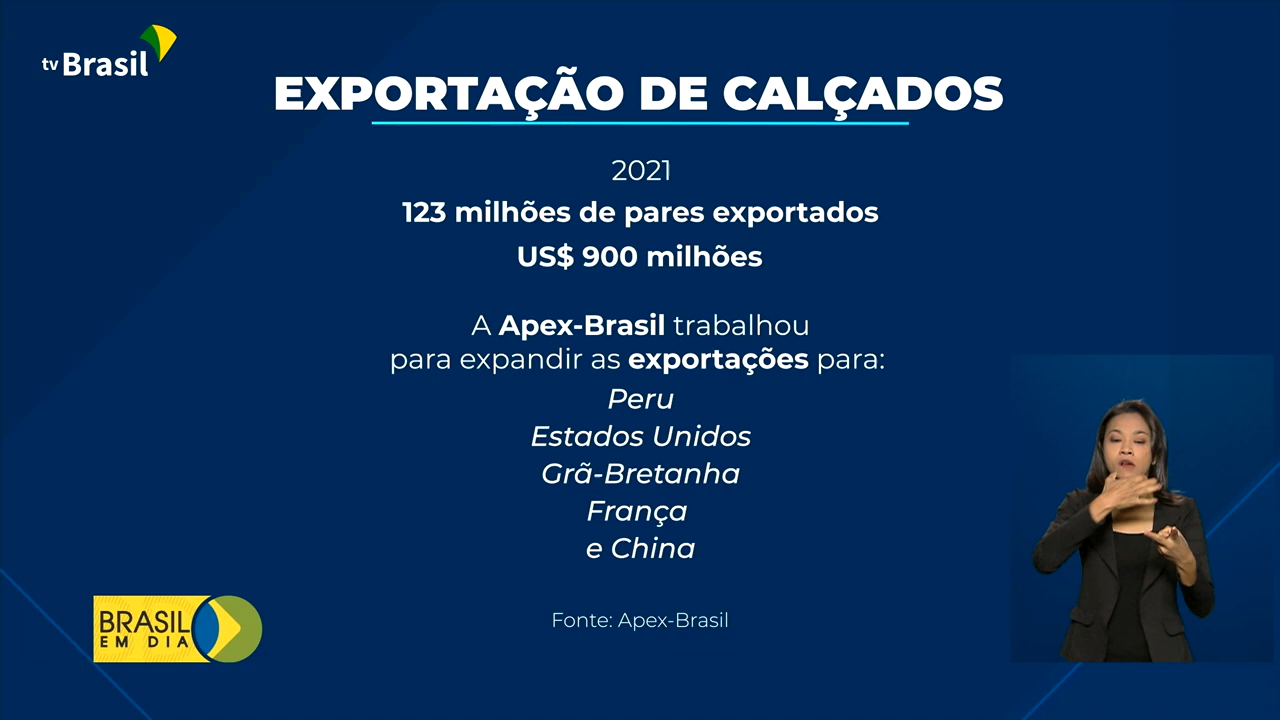 tv Brasil
EXPORTAÇÃO DE CALÇADOS
2021
123 milhões de pares exportados
US$ 900 milhões
A Apex-Brasil trabalhou
para expandir as exportações para:
Peru
Estados Unidos
Grã-Bretanha
França
e China
BRASIL
EM DIA
Fonte: Apex-Brasil